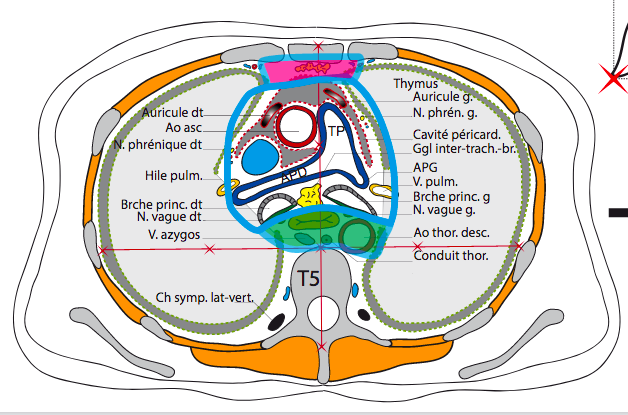 Thymus
Auricule g.
N. phrén. g.
Cavité péricard.
Ggl inter-trach.-br.
APG
V. pulm.
Brche princ. g
N. vague g.
Ao thor. desc.
Conduit thor.
Auricule dt
Ao asc
N. phrénique dt
Hile pulm.
Brche princ. dt
N. vague dt
V. azygos
Ch symp. lat-vert.
TP
APD
T5